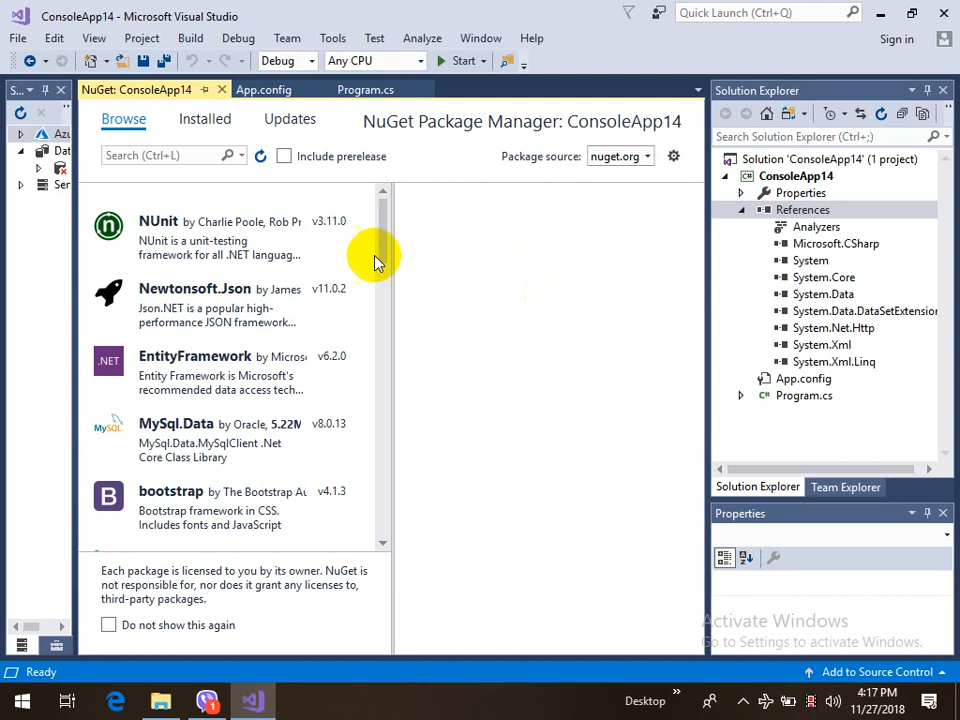 ConsoleApp14 - Microsoft Visual Studio
Quick Launch (Ctrl+Q)
File Edit View Project Build Debug Team Tools Test Analyze Window Help
Sign in
Debug Any CPU Start
S...
NuGet: ConsoleApp14 App.config Program.cs
Solution Explorer
Browse Installed Updates
NuGet Package Manager: ConsoleApp14
Search (Ctrl+L) Include prerelease
Package source: nuget.org
Azu
Dat
Ser
NUnit by Charlie Poole, Rob Pr v3.11.0
NUnit is a unit-testing
framework for all .NET languag...
Newtonsoft.Json by James v11.0.2
Json.NET is a popular high-
performance JSON framework...
.NET
EntityFramework by Micros v6.2.0
Entity Framework is Microsoft's
recommended data access tech...
MySQL
MySql.Data by Oracle, 5.22M v8.0.13
MySql.Data.MySqlClient .Net
Core Class Library
B
bootstrap by The Bootstrap Au v4.1.3
Bootstrap framework in CSS.
Includes fonts and JavaScript
Each package is licensed to you by its owner. NuGet is
not responsible for, nor does it grant any licenses to,
third-party packages.
Do not show this again
Search Solution Explorer (Ctrl+;)
Solution 'ConsoleApp14' (1 project)
C# ConsoleApp14
Properties
References
Analyzers
Microsoft.CSharp
System
System.Core
System.Data
System.Data.DataSetExtension
System.Net.Http
System.Xml
System.Xml.Linq
App.config
C# Program.cs
Solution Explorer Team Explorer
Properties
Activate Windows
Go to Settings to activate Windows.
Ready
Add to Source Control
1
Desktop
4:17 PM
11/27/2018